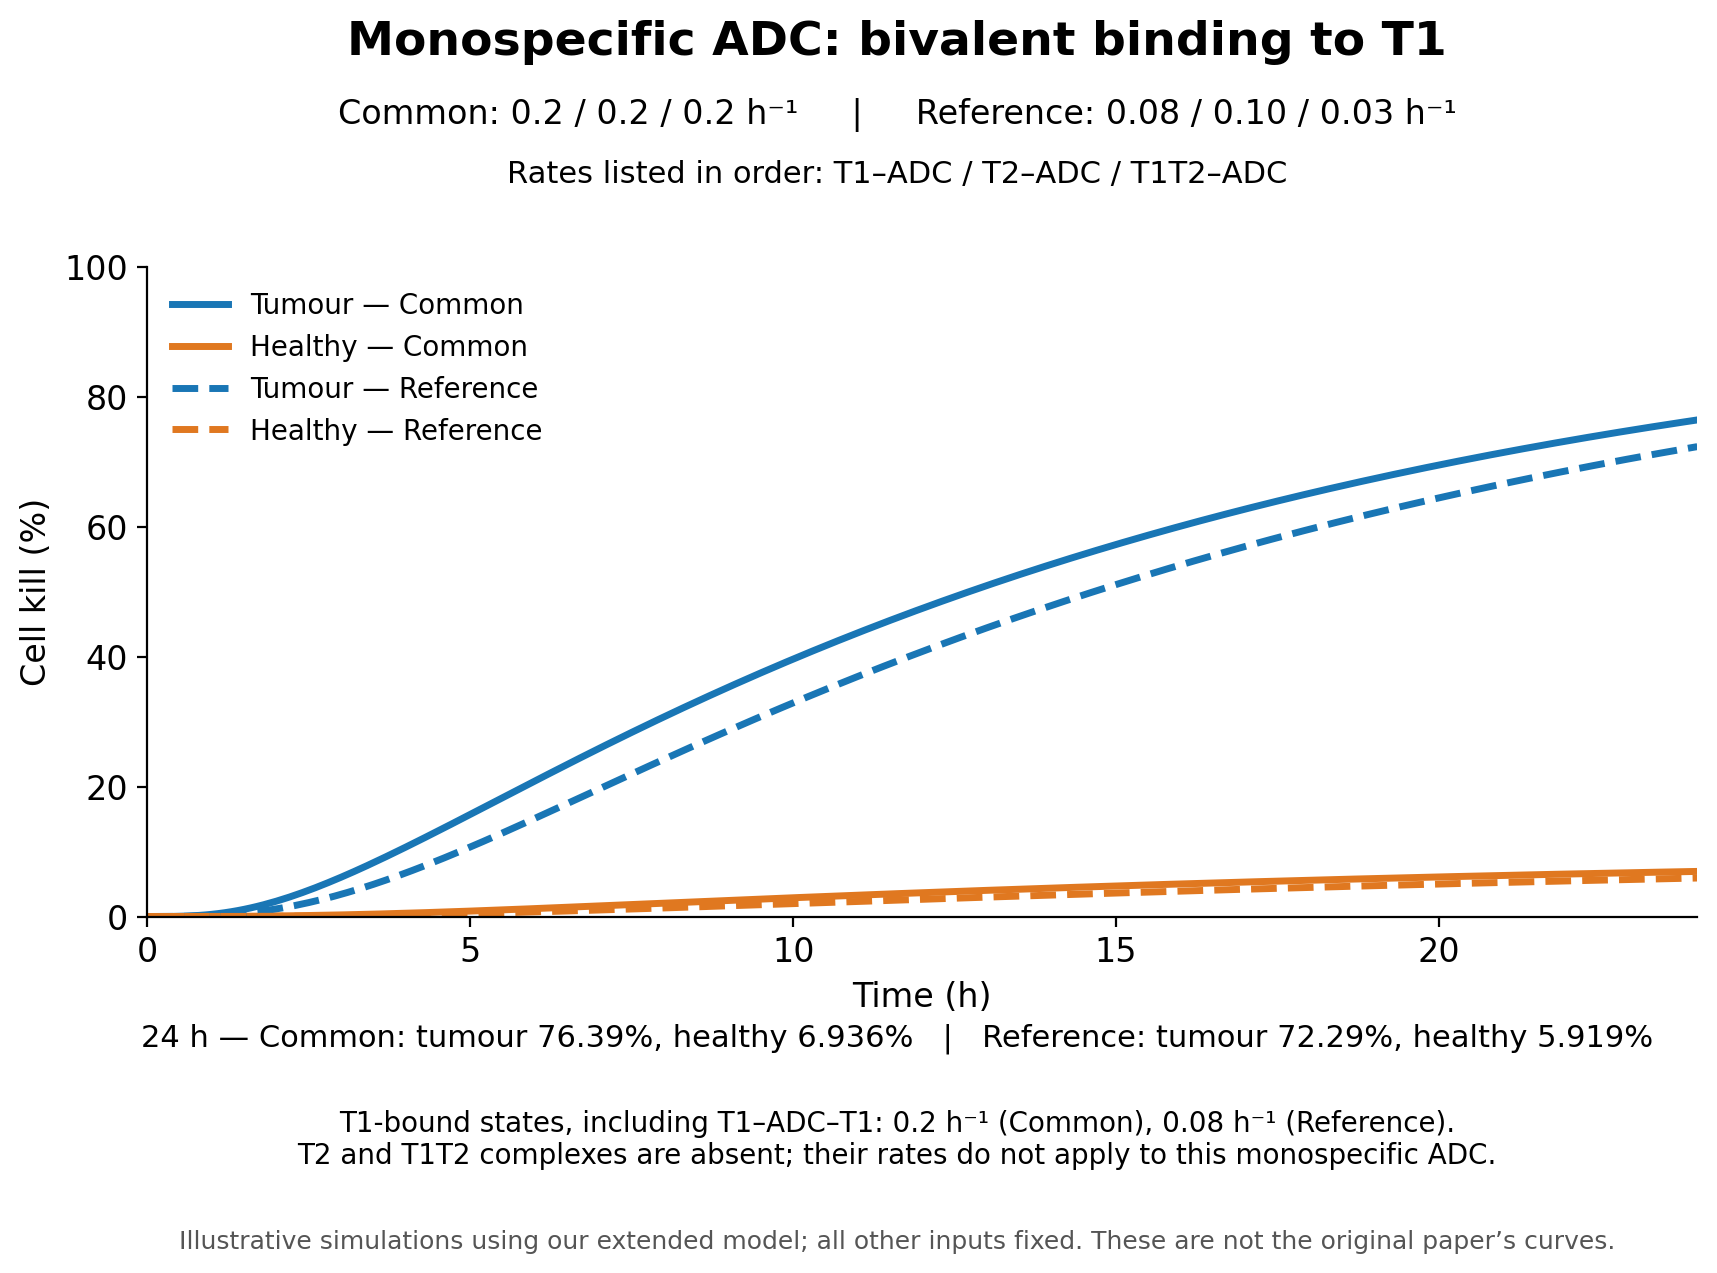 Monospecific ADC: bivalent binding to T1
Common: 0.2 / 0.2 / 0.2 h⁻¹ | Reference: 0.08 / 0.10 / 0.03 h⁻¹
Rates listed in order: T1–ADC / T2–ADC / T1T2–ADC
100
80
60
40
20
0
Cell kill (%)
Tumour — Common
Healthy — Common
Tumour — Reference
Healthy — Reference
0 5 10 15 20
Time (h)
24 h — Common: tumour 76.39%, healthy 6.936% | Reference: tumour 72.29%, healthy 5.919%
T1-bound states, including T1–ADC–T1: 0.2 h⁻¹ (Common), 0.08 h⁻¹ (Reference).
T2 and T1T2 complexes are absent; their rates do not apply to this monospecific ADC.
Illustrative simulations using our extended model; all other inputs fixed. These are not the original paper’s curves.